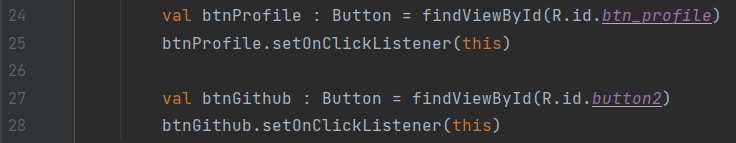 24 val btnProfile : Button = findViewById(R.id.btn_profile)
25 btnProfile.setOnClickListener(this)
26
27 val btnGithub : Button = findViewById(R.id.button2)
28 btnGithub.setOnClickListener(this)